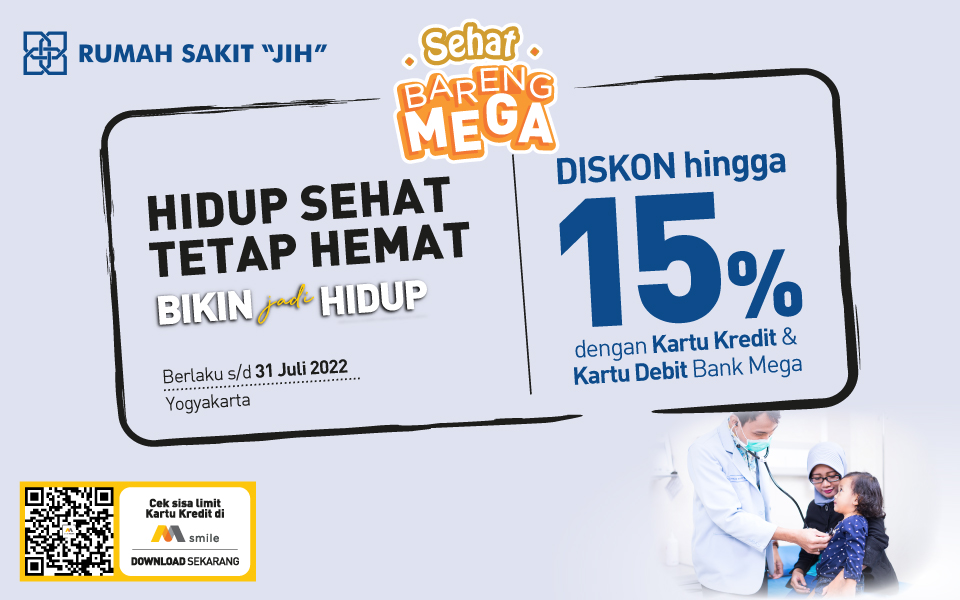 RUMAH SAKIT “JIH”
Sehat
BARENG
MEGA
HIDUP SEHAT
TETAP HEMAT
BIKIN jadi HIDUP
Berlaku s/d 31 Juli 2022
Yogyakarta
DISKON hingga
15%
dengan Kartu Kredit &
Kartu Debit Bank Mega
Cek sisa limit
Kartu Kredit di
M smile
DOWNLOAD SEKARANG